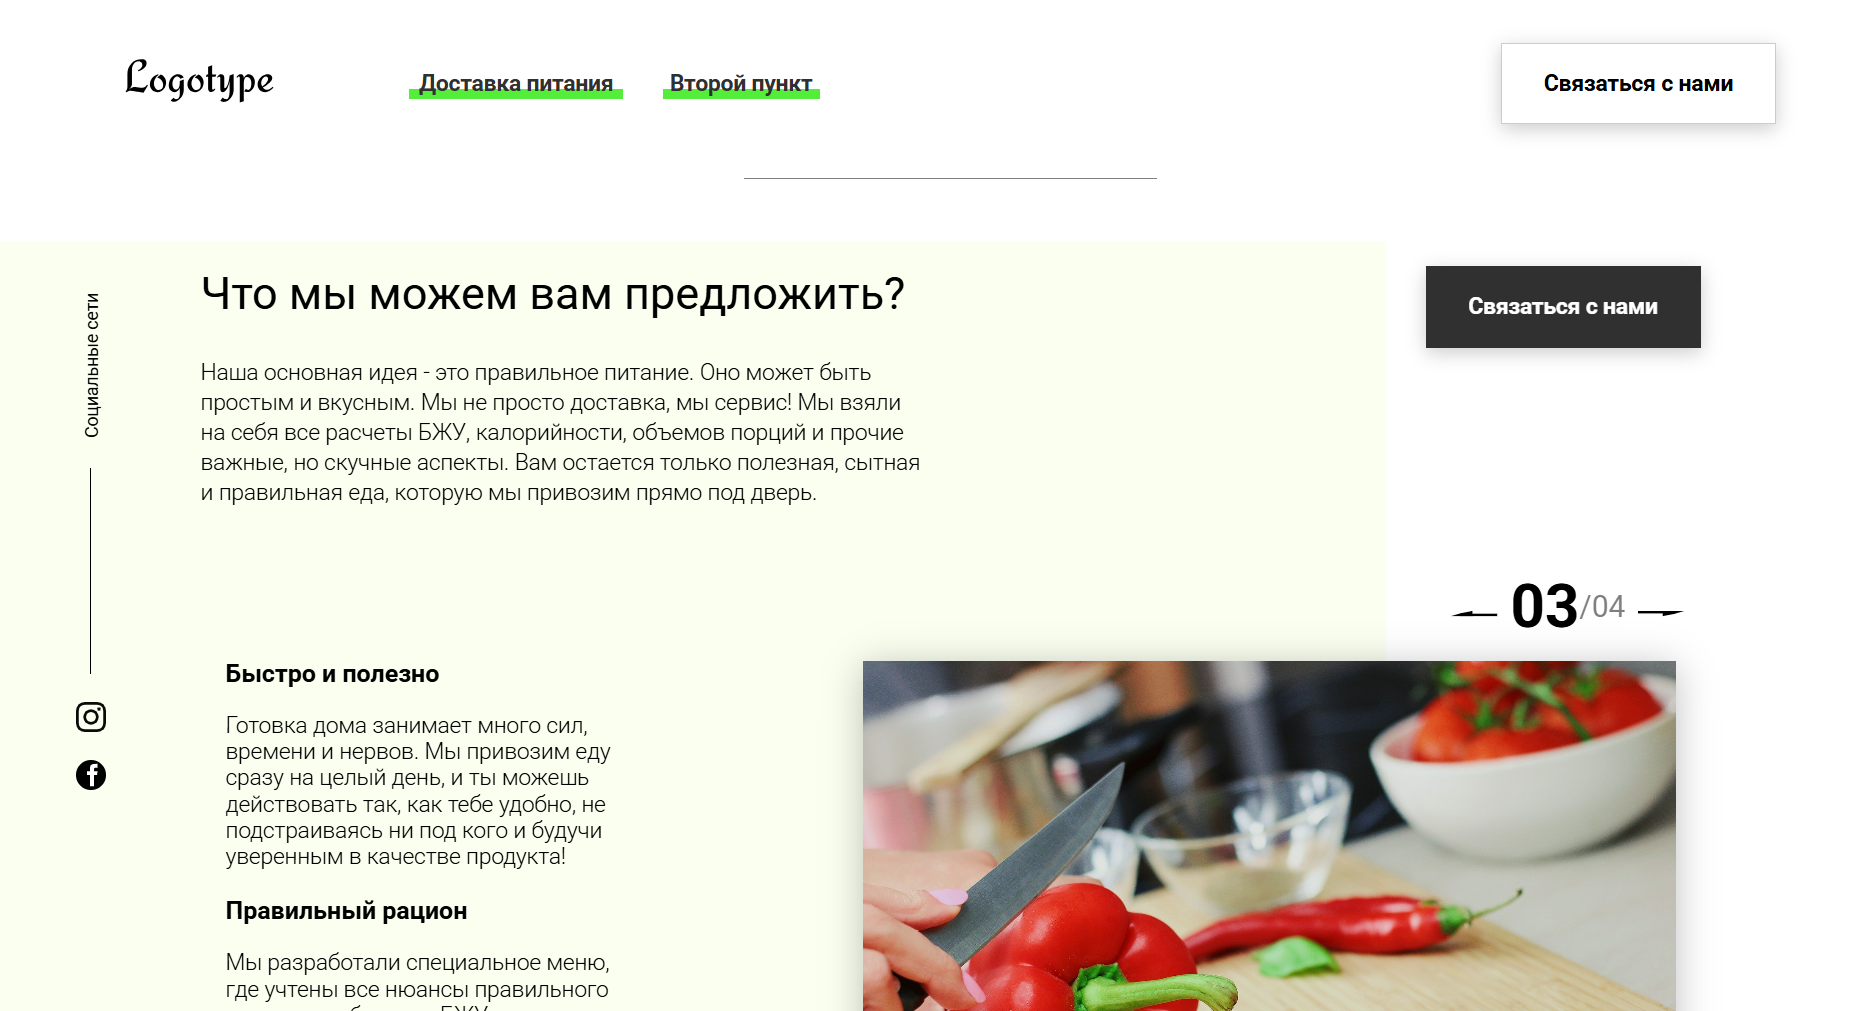 Logotype
Доставка питания
Второй пункт
Связаться с нами
Социальные сети
Что мы можем вам предложить?
Связаться с нами
Наша основная идея - это правильное питание. Оно может быть
простым и вкусным. Мы не просто доставка, мы сервис! Мы взяли
на себя все расчеты БЖУ, калорийности, объемов порций и прочие
важные, но скучные аспекты. Вам остается только полезная, сытная
и правильная еда, которую мы привозим прямо под дверь.
03/04
Быстро и полезно
Готовка дома занимает много сил,
времени и нервов. Мы привозим еду
сразу на целый день, и ты можешь
действовать так, как тебе удобно, не
подстраиваясь ни под кого и будучи
уверенным в качестве продукта!
Правильный рацион
Мы разработали специальное меню,
где учтены все нюансы правильного
БЖУ